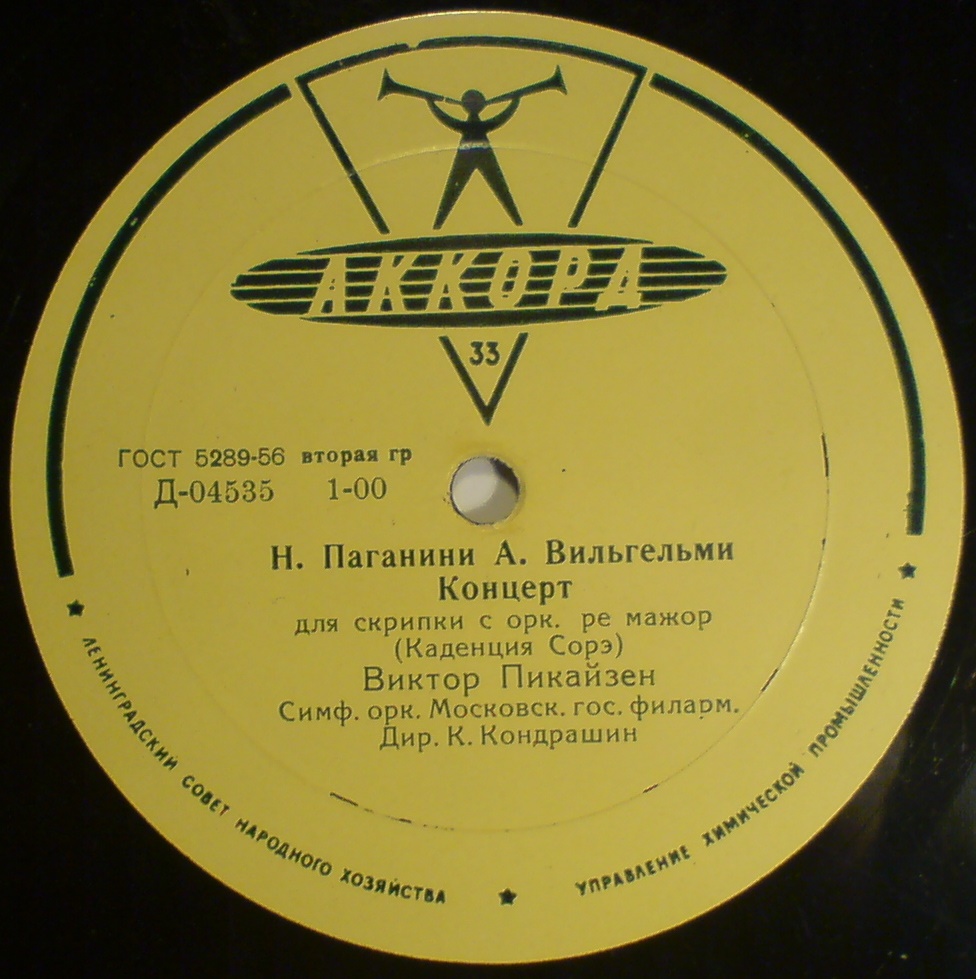 АККОРД
33
ГОСТ 5289-56 вторая гр
Д-04535 1-00
Н. Паганини А. Вильгельми
Концерт
для скрипки с орк. ре мажор
(Каденция Сорэ)
Виктор Пикайзен
Симф. орк. Московск. гос. филарм.
Дир. К. Кондрашин
★ ЛЕНИНГРАДСКИЙ СОВЕТ НАРОДНОГО ХОЗЯЙСТВА ★ УПРАВЛЕНИЕ ХИМИЧЕСКОЙ ПРОМЫШЛЕННОСТИ ★